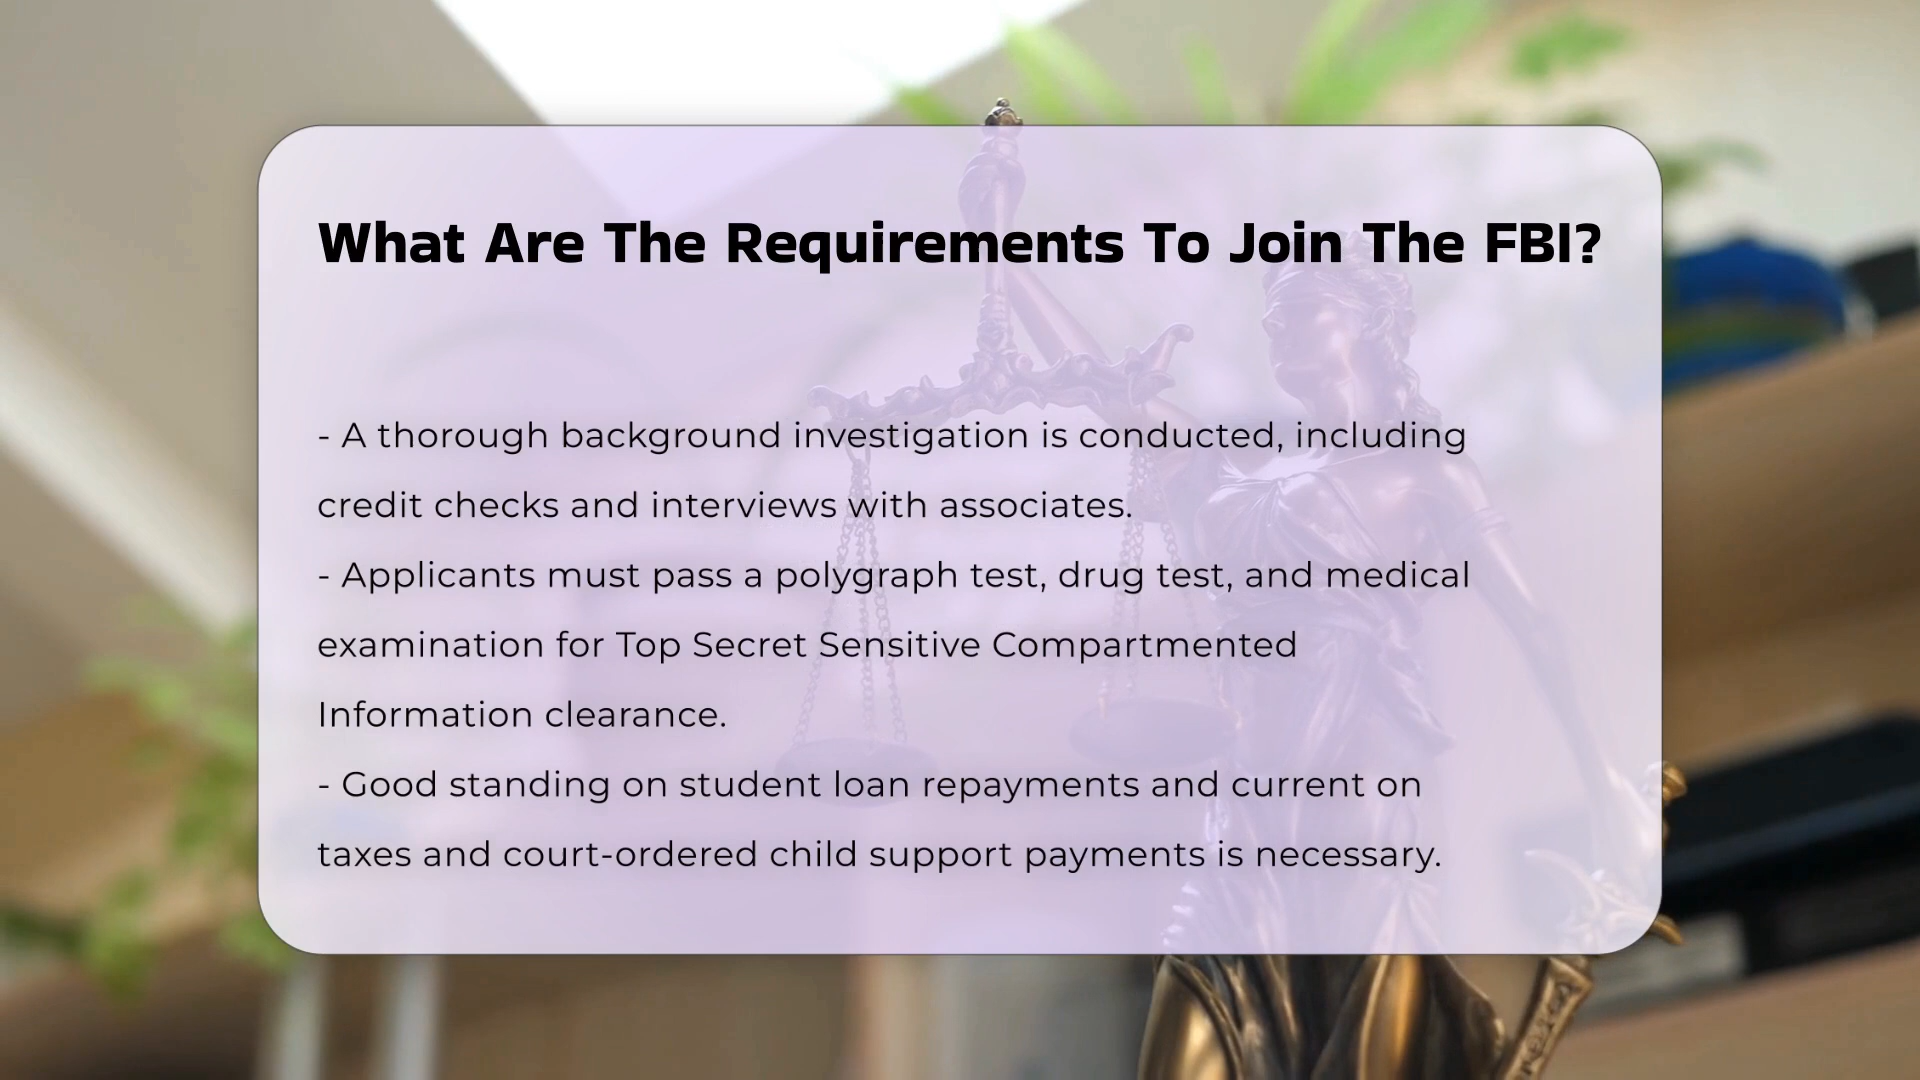 What Are The Requirements To Join The FBI?
- A thorough background investigation is conducted, including
credit checks and interviews with associates.
- Applicants must pass a polygraph test, drug test, and medical
examination for Top Secret Sensitive Compartmented
Information clearance.
- Good standing on student loan repayments and current on
taxes and court-ordered child support payments is necessary.